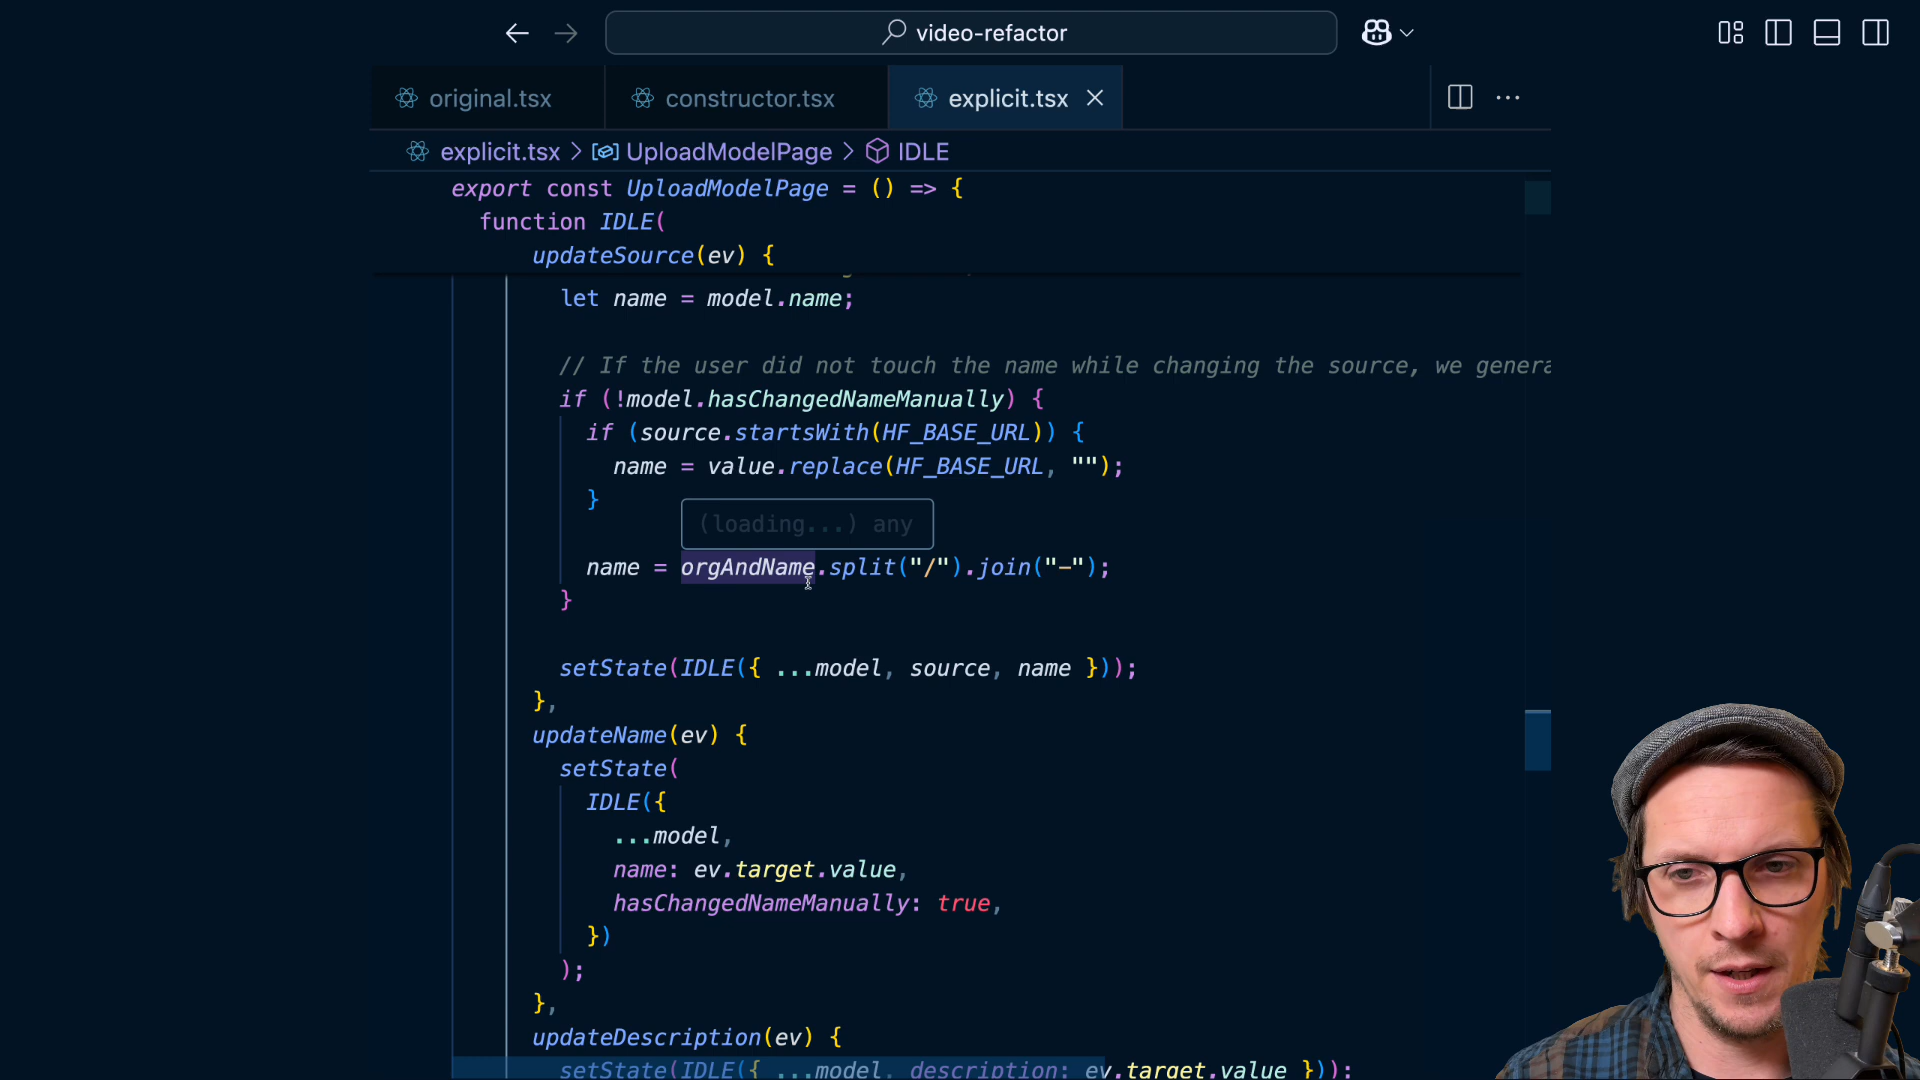 video-refactor
original.tsx
constructor.tsx
explicit.tsx
explicit.tsx > UploadModelPage > IDLE
export const UploadModelPage = () => {
function IDLE(
updateSource(ev) {
let name = model.name;
// If the user did not touch the name while changing the source, we genera
if (!model.hasChangedNameManually) {
if (source.startsWith(HF_BASE_URL)) {
name = value.replace(HF_BASE_URL, "");
}
(loading...) any
name = orgAndName.split("/").join("-");
}
setState(IDLE({ ...model, source, name }));
},
updateName(ev) {
setState(
IDLE({
...model,
name: ev.target.value,
hasChangedNameManually: true,
})
);
},
updateDescription(ev) {
setState(IDLE({ ...model, description: ev.target.value }));